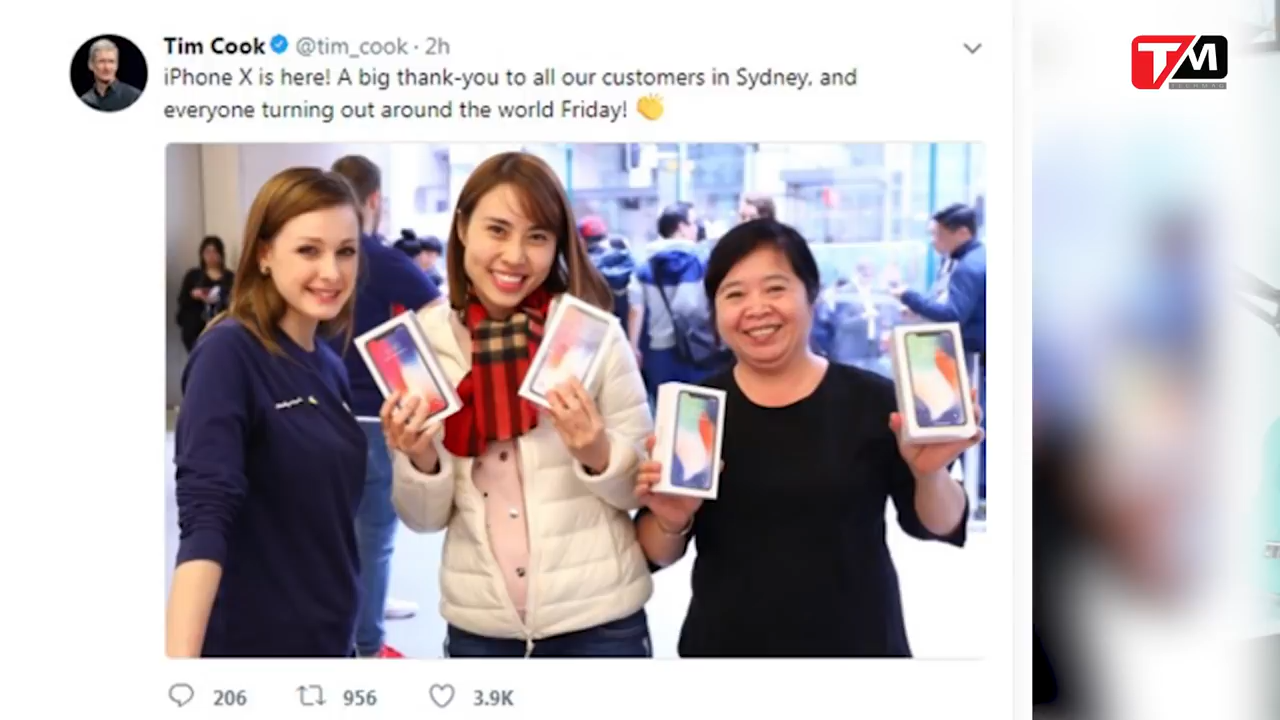 Tim Cook @tim_cook · 2h
iPhone X is here! A big thank-you to all our customers in Sydney, and
everyone turning out around the world Friday! 👏
TM
TECHMAG
206 956 3.9K